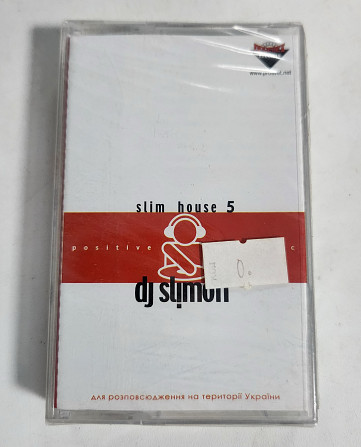 slim house 5
positive
dj slimon
для розповсюдження на території України